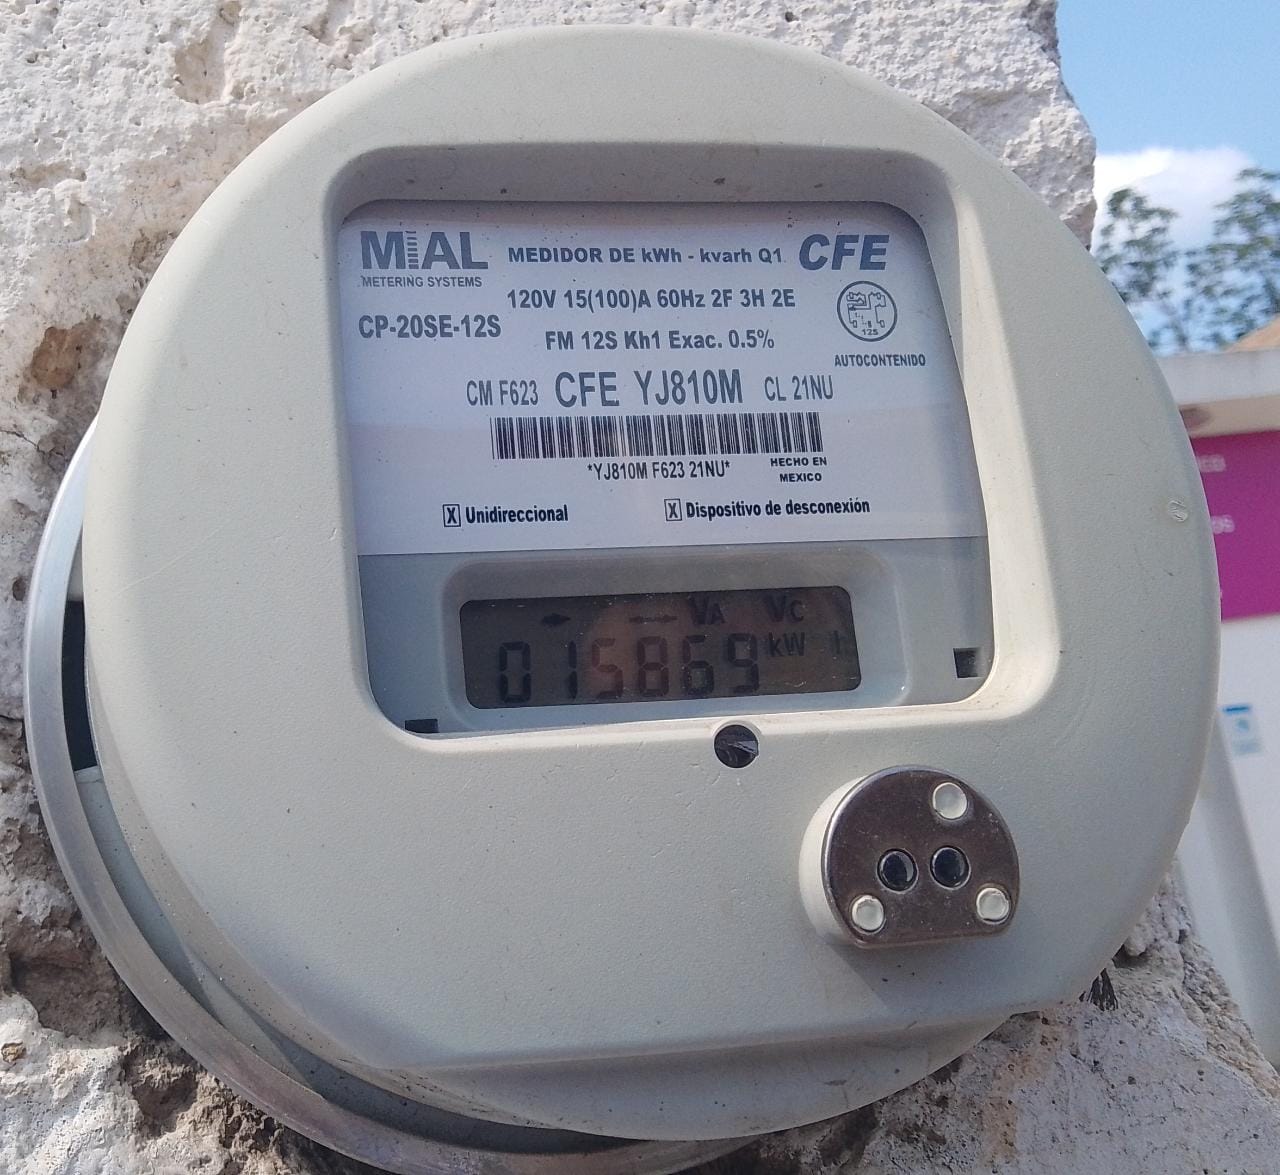 MIAL
METERING SYSTEMS
MEDIDOR DE kWh - kvarh Q1
CFE
120V 15(100)A 60Hz 2F 3H 2E
CP-20SE-12S
FM 12S Kh1 Exac. 0.5%
12S
AUTOCONTENIDO
CM F623 CFE YJ810M CL 21NU
*YJ810M F623 21NU*
HECHO EN
MEXICO
X Unidireccional
X Dispositivo de desconexión
VA VC
015869 kW h